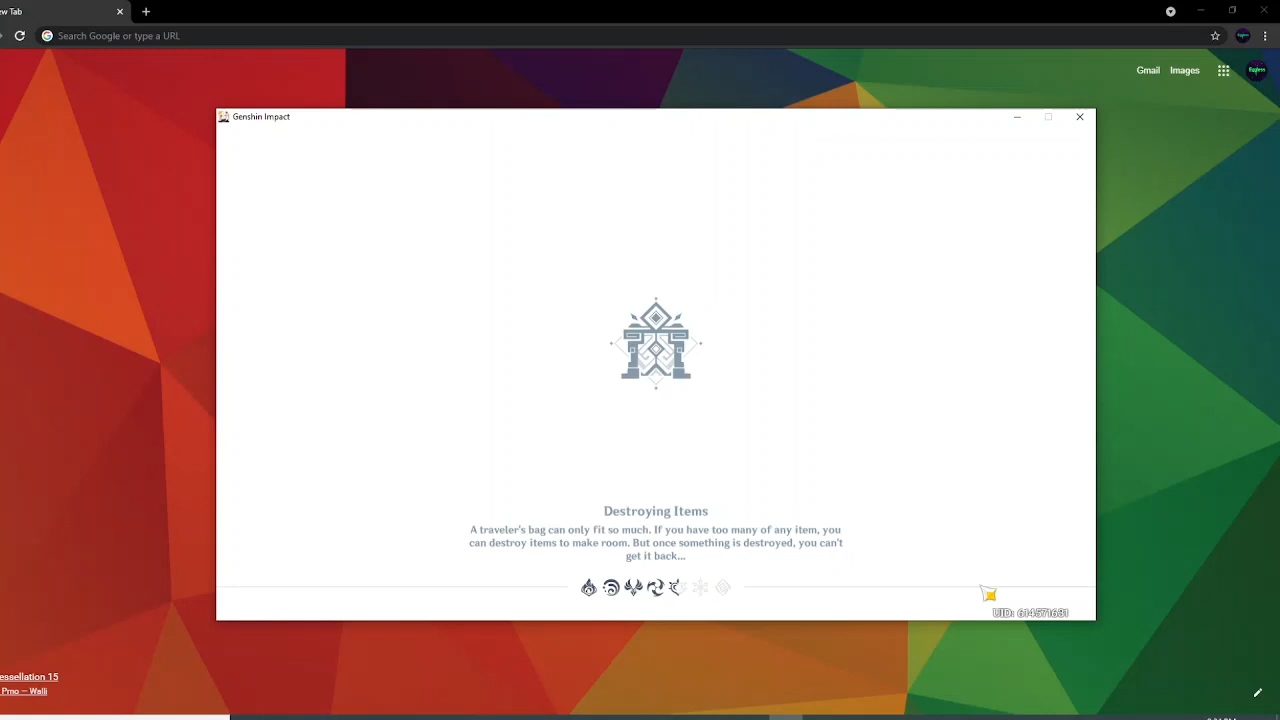 ew Tab
Search Google or type a URL
Gmail
Images
Genshin Impact
Destroying Items
A traveler's bag can only fit so much. If you have too many of any item, you
can destroy items to make room. But once something is destroyed, you can't
get it back...
UID: 614571631
essellation 15
Pmo — Walli